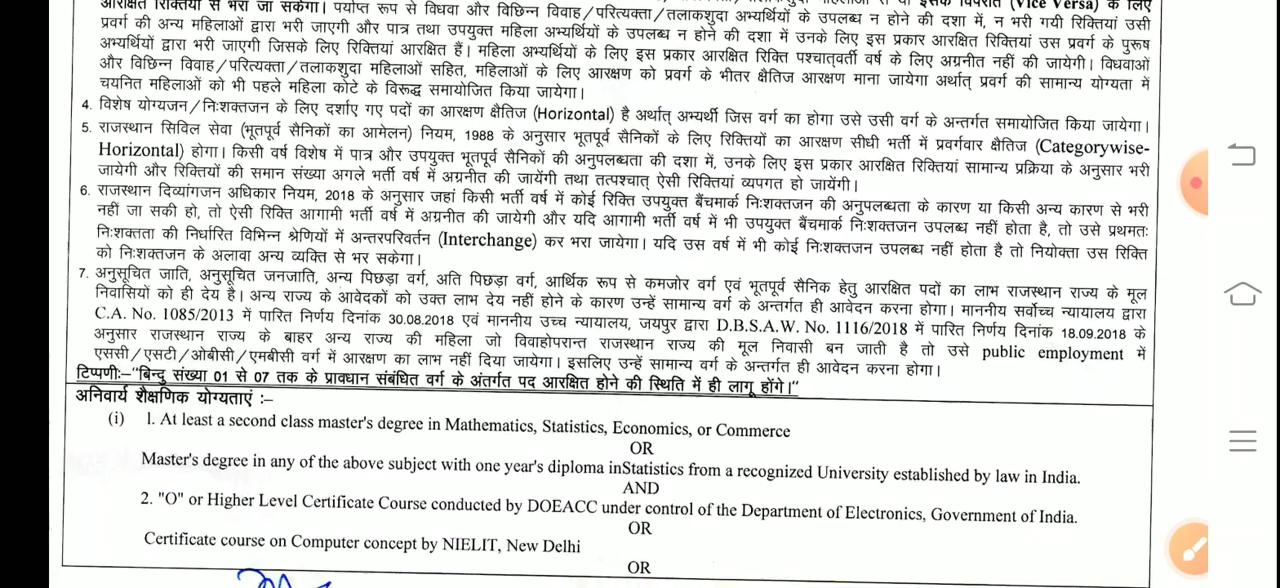 आरक्षित रिक्तियों से भरा जा सकेगा। पर्याप्त रूप से विधवा और विछिन्न विवाह/परित्यक्ता/तलाकशुदा अभ्यर्थियों के उपलब्ध न होने की दशा में, न भरी गयी रिक्तियां उसी
प्रवर्ग की अन्य महिलाओं द्वारा भरी जाएगी और पात्र तथा उपयुक्त महिला अभ्यर्थियों के उपलब्ध न होने की दशा में उनके लिए इस प्रकार आरक्षित रिक्तियां उस प्रवर्ग के पुरूष
अभ्यर्थियों द्वारा भरी जाएगी जिसके लिए रिक्तियां आरक्षित हैं। महिला अभ्यर्थियों के लिए इस प्रकार आरक्षित रिक्ति पश्चात्वर्ती वर्ष के लिए अग्रनीत नहीं की जायेगी। विधवाओं
और विछिन्न विवाह/परित्यक्ता/तलाकशुदा महिलाओं सहित, महिलाओं के लिए आरक्षण को प्रवर्ग के भीतर क्षैतिज आरक्षण माना जायेगा अर्थात् प्रवर्ग की सामान्य योग्यता में
चयनित महिलाओं को भी पहले महिला कोटे के विरूद्ध समायोजित किया जायेगा।
4. विशेष योग्यजन/निःशक्तजन के लिए दर्शाए गए पदों का आरक्षण क्षैतिज (Horizontal) है अर्थात् अभ्यर्थी जिस वर्ग का होगा उसे उसी वर्ग के अन्तर्गत समायोजित किया जायेगा।
5. राजस्थान सिविल सेवा (भूतपूर्व सैनिकों का आमेलन) नियम, 1988 के अनुसार भूतपूर्व सैनिकों के लिए रिक्तियों का आरक्षण सीधी भर्ती में प्रवर्गवार क्षैतिज (Categorywise-
Horizontal) होगा। किसी वर्ष विशेष में पात्र और उपयुक्त भूतपूर्व सैनिकों की अनुपलब्धता की दशा में, उनके लिए इस प्रकार आरक्षित रिक्तियां सामान्य प्रक्रिया के अनुसार भरी
जायेगी और रिक्तियों की समान संख्या अगले भर्ती वर्ष में अग्रनीत की जायेंगी तथा तत्पश्चात् ऐसी रिक्तियां व्यपगत हो जायेंगी।
6. राजस्थान दिव्यांगजन अधिकार नियम, 2018 के अनुसार जहां किसी भर्ती वर्ष में कोई रिक्ति उपयुक्त बैंचमार्क निःशक्तजन की अनुपलब्धता के कारण या किसी अन्य कारण से भरी
नहीं जा सकी हो, तो ऐसी रिक्ति आगामी भर्ती वर्ष में अग्रनीत की जायेगी और यदि आगामी भर्ती वर्ष में भी उपयुक्त बैंचमार्क निःशक्तजन उपलब्ध नहीं होता है, तो उसे प्रथमतः
निःशक्तता की निर्धारित विभिन्न श्रेणियों में अन्तरपरिवर्तन (Interchange) कर भरा जायेगा। यदि उस वर्ष में भी कोई निःशक्तजन उपलब्ध नहीं होता है तो नियोक्ता उस रिक्ति
को निःशक्तजन के अलावा अन्य व्यक्ति से भर सकेगा।
7. अनुसूचित जाति, अनुसूचित जनजाति, अन्य पिछड़ा वर्ग, अति पिछड़ा वर्ग, आर्थिक रूप से कमजोर वर्ग एवं भूतपूर्व सैनिक हेतु आरक्षित पदों का लाभ राजस्थान राज्य के मूल
निवासियों को ही देय है। अन्य राज्य के आवेदकों को उक्त लाभ देय नहीं होने के कारण उन्हें सामान्य वर्ग के अन्तर्गत ही आवेदन करना होगा। माननीय सर्वोच्च न्यायालय द्वारा
C.A. No. 1085/2013 में पारित निर्णय दिनांक 30.08.2018 एवं माननीय उच्च न्यायालय, जयपुर द्वारा D.B.S.A.W. No. 1116/2018 में पारित निर्णय दिनांक 18.09.2018 के
अनुसार राजस्थान राज्य के बाहर अन्य राज्य की महिला जो विवाहोपरान्त राजस्थान राज्य की मूल निवासी बन जाती है तो उसे public employment में
एससी/एसटी/ओबीसी/एमबीसी वर्ग में आरक्षण का लाभ नहीं दिया जायेगा। इसलिए उन्हें सामान्य वर्ग के अन्तर्गत ही आवेदन करना होगा।
टिप्पणी:–"बिन्दु संख्या 01 से 07 तक के प्रावधान संबंधित वर्ग के अंतर्गत पद आरक्षित होने की स्थिति में ही लागू होंगे।"
अनिवार्य शैक्षणिक योग्यताएं :–
(i) 1. At least a second class master's degree in Mathematics, Statistics, Economics, or Commerce
OR
Master's degree in any of the above subject with one year's diploma inStatistics from a recognized University established by law in India.
AND
2. "O" or Higher Level Certificate Course conducted by DOEACC under control of the Department of Electronics, Government of India.
OR
Certificate course on Computer concept by NIELIT, New Delhi
OR